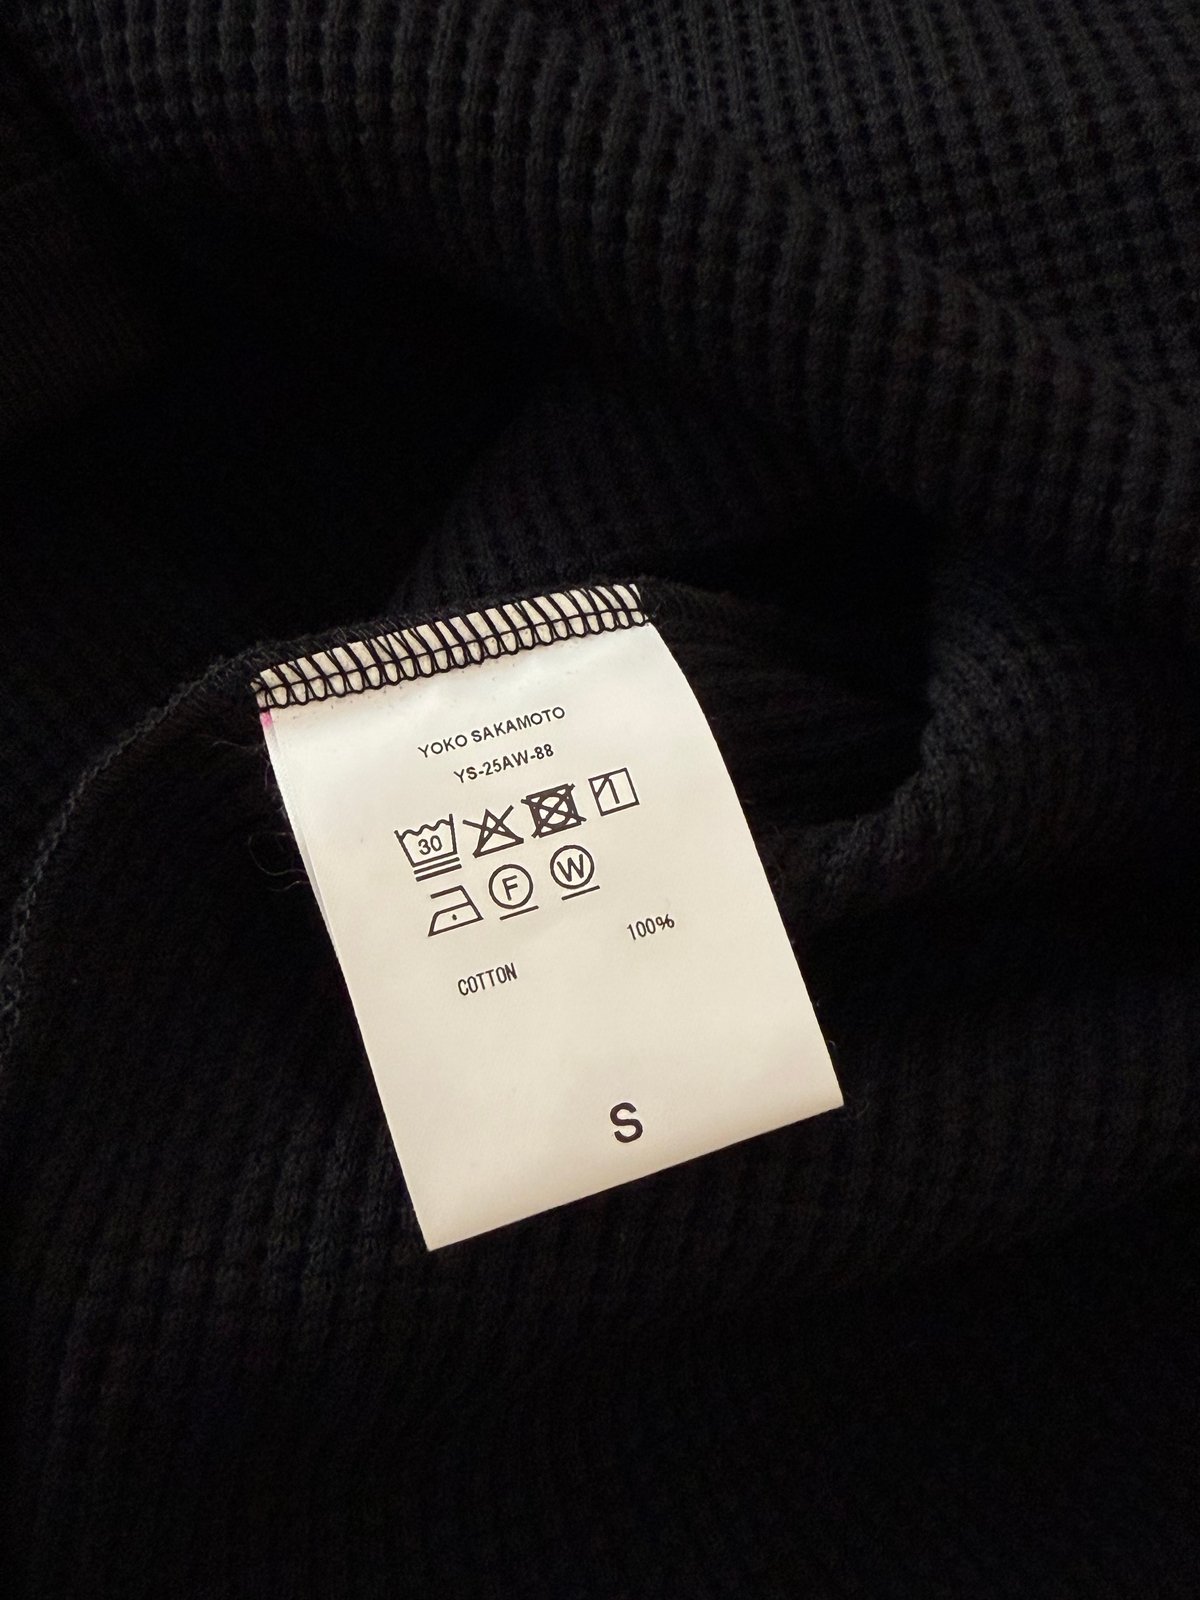 YOKO SAKAMOTO
YS-25AW-88
30
F W
100%
COTTON
S